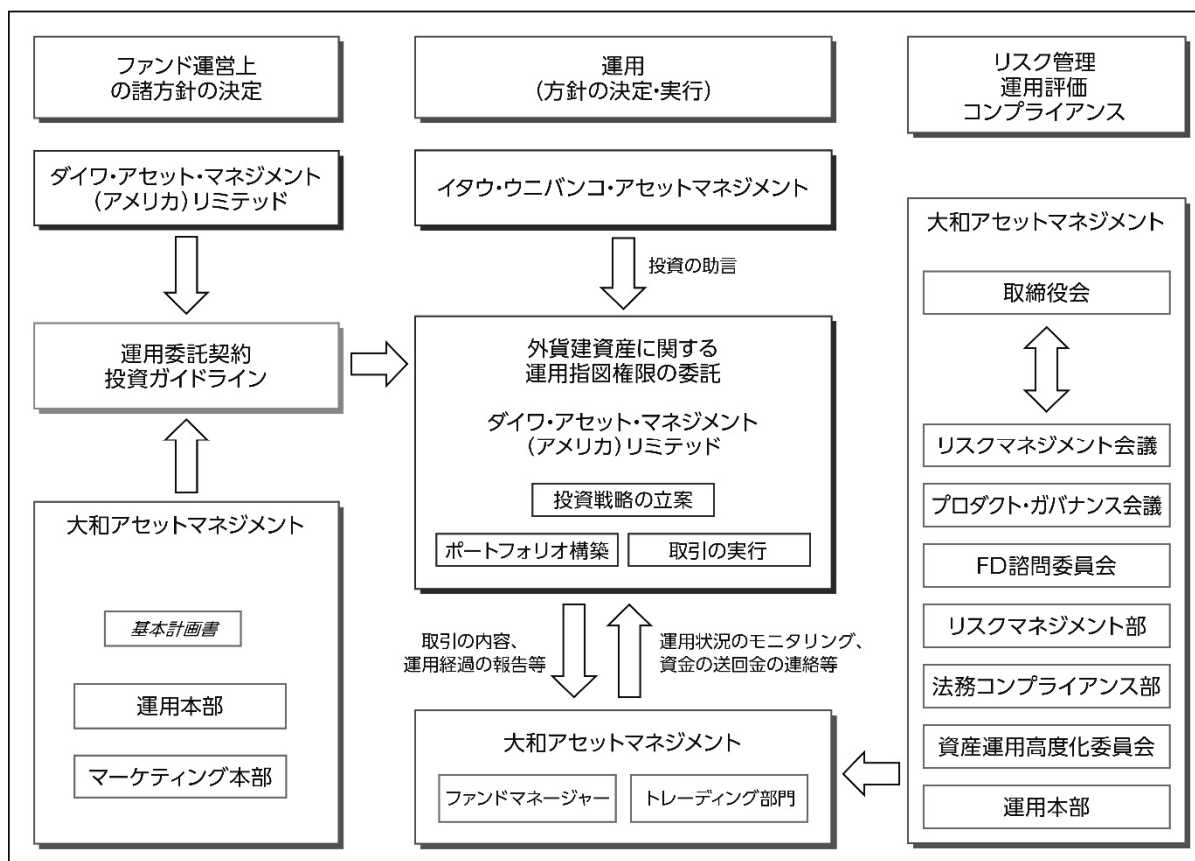 ファンド運営上
の諸方針の決定
ダイワ・アセット・マネジメント
(アメリカ)リミテッド
運用委託契約
投資ガイドライン
大和アセットマネジメント
基本計画書
運用本部
マーケティング本部
運用
(方針の決定・実行)
イタウ・ウニバンコ・アセットマネジメント
投資の助言
外貨建資産に関する
運用指図権限の委託
ダイワ・アセット・マネジメント
(アメリカ)リミテッド
投資戦略の立案
ポートフォリオ構築
取引の実行
取引の内容、
運用経過の報告等
運用状況のモニタリング、
資金の送回金の連絡等
大和アセットマネジメント
ファンドマネージャー
トレーディング部門
リスク管理
運用評価
コンプライアンス
大和アセットマネジメント
取締役会
リスクマネジメント会議
プロダクト・ガバナンス会議
FD諮問委員会
リスクマネジメント部
法務コンプライアンス部
資産運用高度化委員会
運用本部